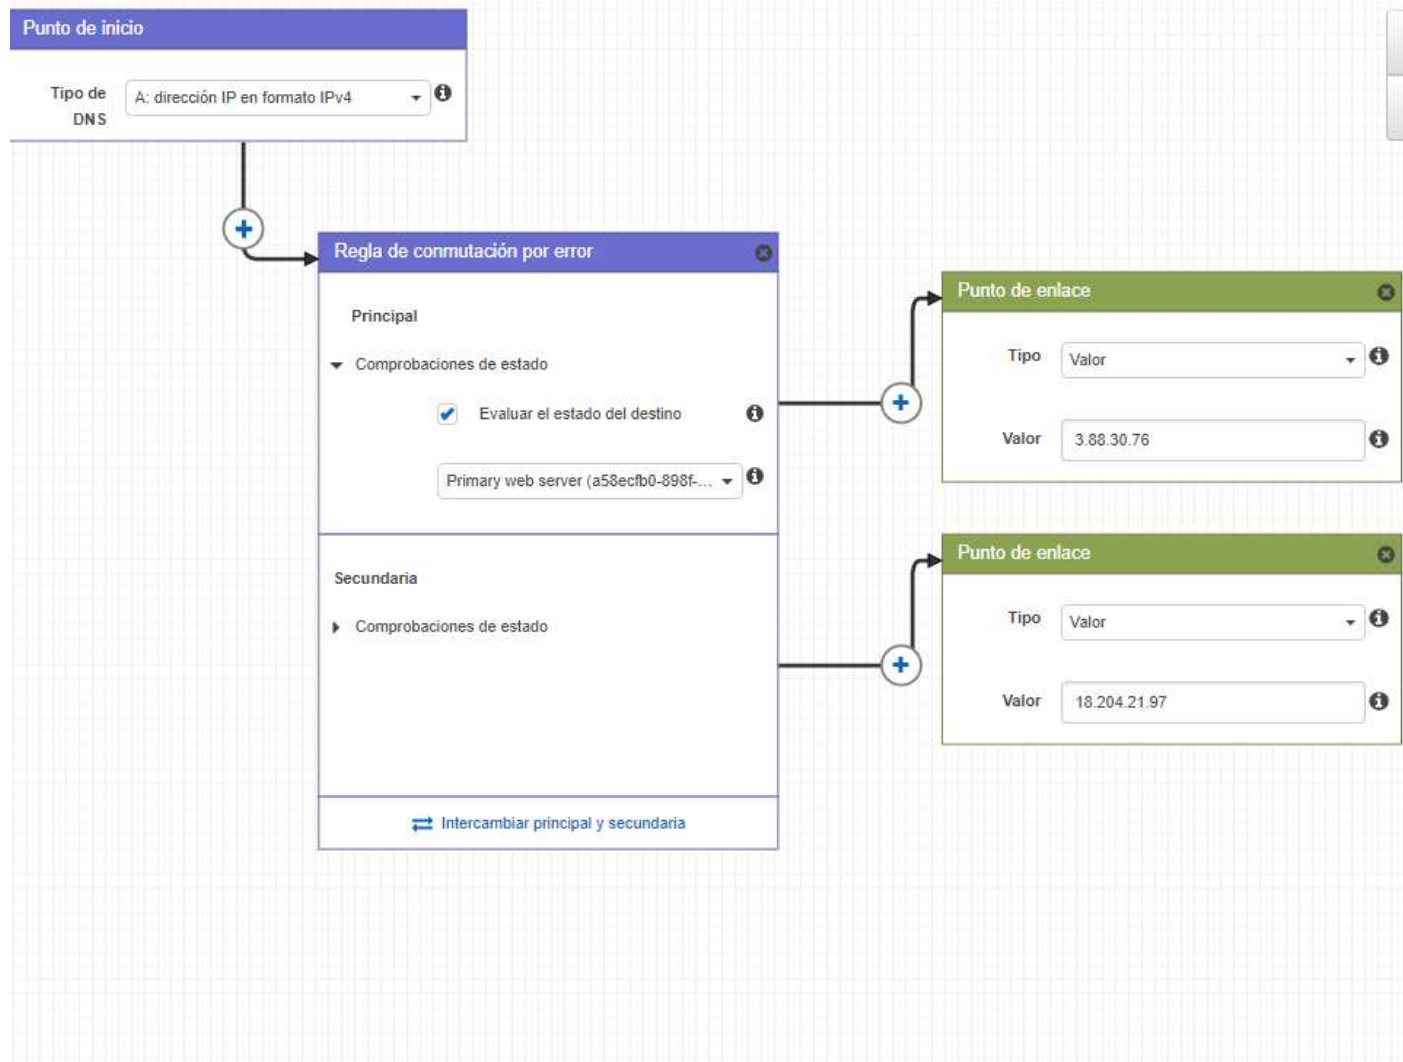 Punto de inicio
Tipo de
DNS
A: dirección IP en formato IPv4
Regla de conmutación por error
Principal
Comprobaciones de estado
Evaluar el estado del destino
Primary web server (a58ecfb0-898f-...
Secundaria
Comprobaciones de estado
Intercambiar principal y secundaria
Punto de enlace
Tipo
Valor
Valor
3.88.30.76
Punto de enlace
Tipo
Valor
Valor
18.204.21.97